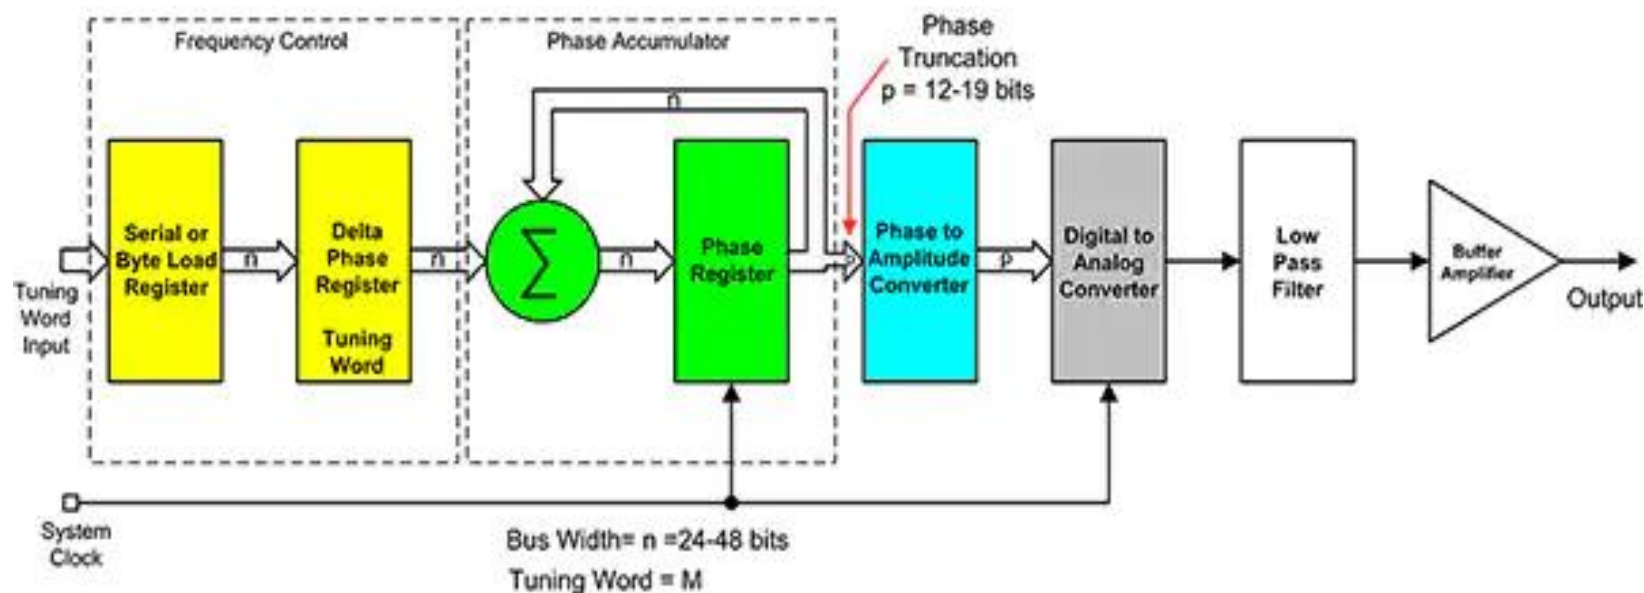 Frequency Control
Phase Accumulator
Phase
Truncation
p = 12-19 bits
n
Tuning
Word
Input
Serial or
Byte Load
Register
n
Delta
Phase
Register
Tuning
Word
n
Σ
n
Phase
Register
P
Phase to
Amplitude
Converter
P
Digital to
Analog
Converter
Low
Pass
Filter
Buffer
Amplifier
Output
System
Clock
Bus Width= n =24-48 bits
Tuning Word = M